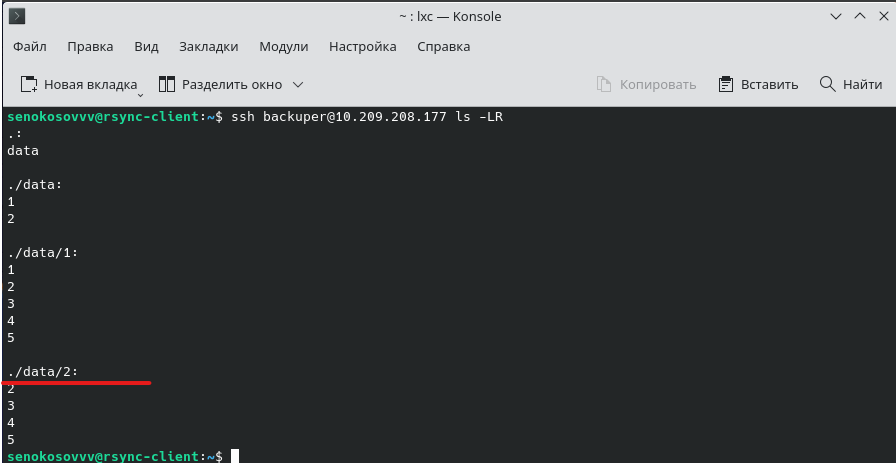 ~ : lxc — Konsole
Файл Правка Вид Закладки Модули Настройка Справка
Новая вкладка Разделить окно Копировать Вставить Найти
senokosovvv@rsync-client:~$ ssh backuper@10.209.208.177 ls -LR
.:
data
./data:
1
2
./data/1:
1
2
3
4
5
./data/2:
2
3
4
5
senokosovvv@rsync-client:~$